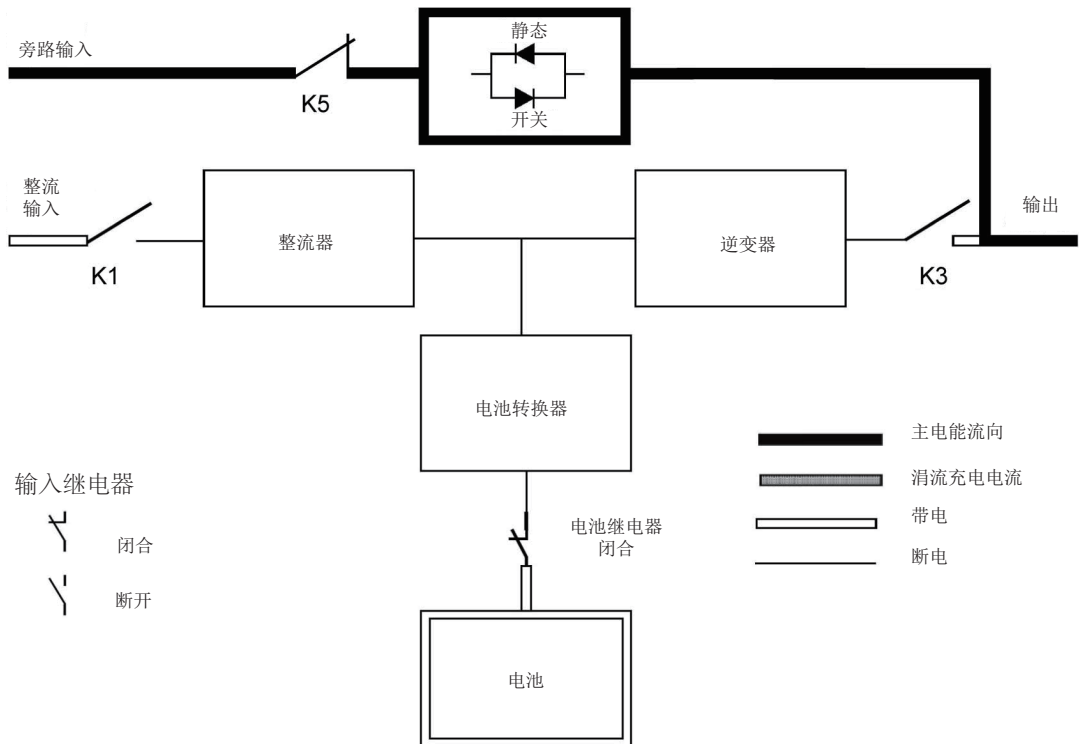 旁路输入
静态
K5
开关
整流
输入
K1
整流器
逆变器
K3
输出
电池转换器
主电能流向
涓流充电电流
带电
断电
输入继电器
闭合
断开
电池继电器
闭合
电池